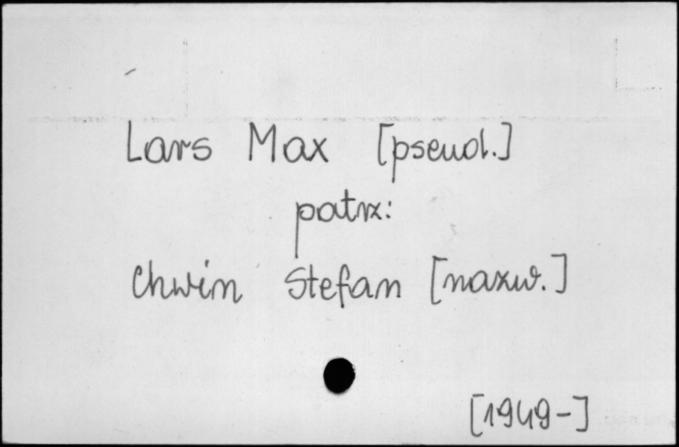 Lars Max [pseud.]
patrz:
Chwin Stefan [nazw.]
[1949-]